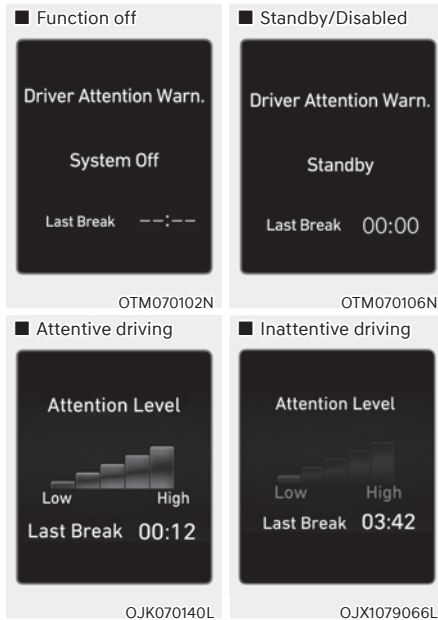 ■ Function off
Driver Attention Warn.
System Off
Last Break --:--
OTM070102N
■ Standby/Disabled
Driver Attention Warn.
Standby
Last Break 00:00
OTM070106N
■ Attentive driving
Attention Level
Low High
Last Break 00:12
OJK070140L
■ Inattentive driving
Attention Level
Low High
Last Break 03:42
OJX1079066L